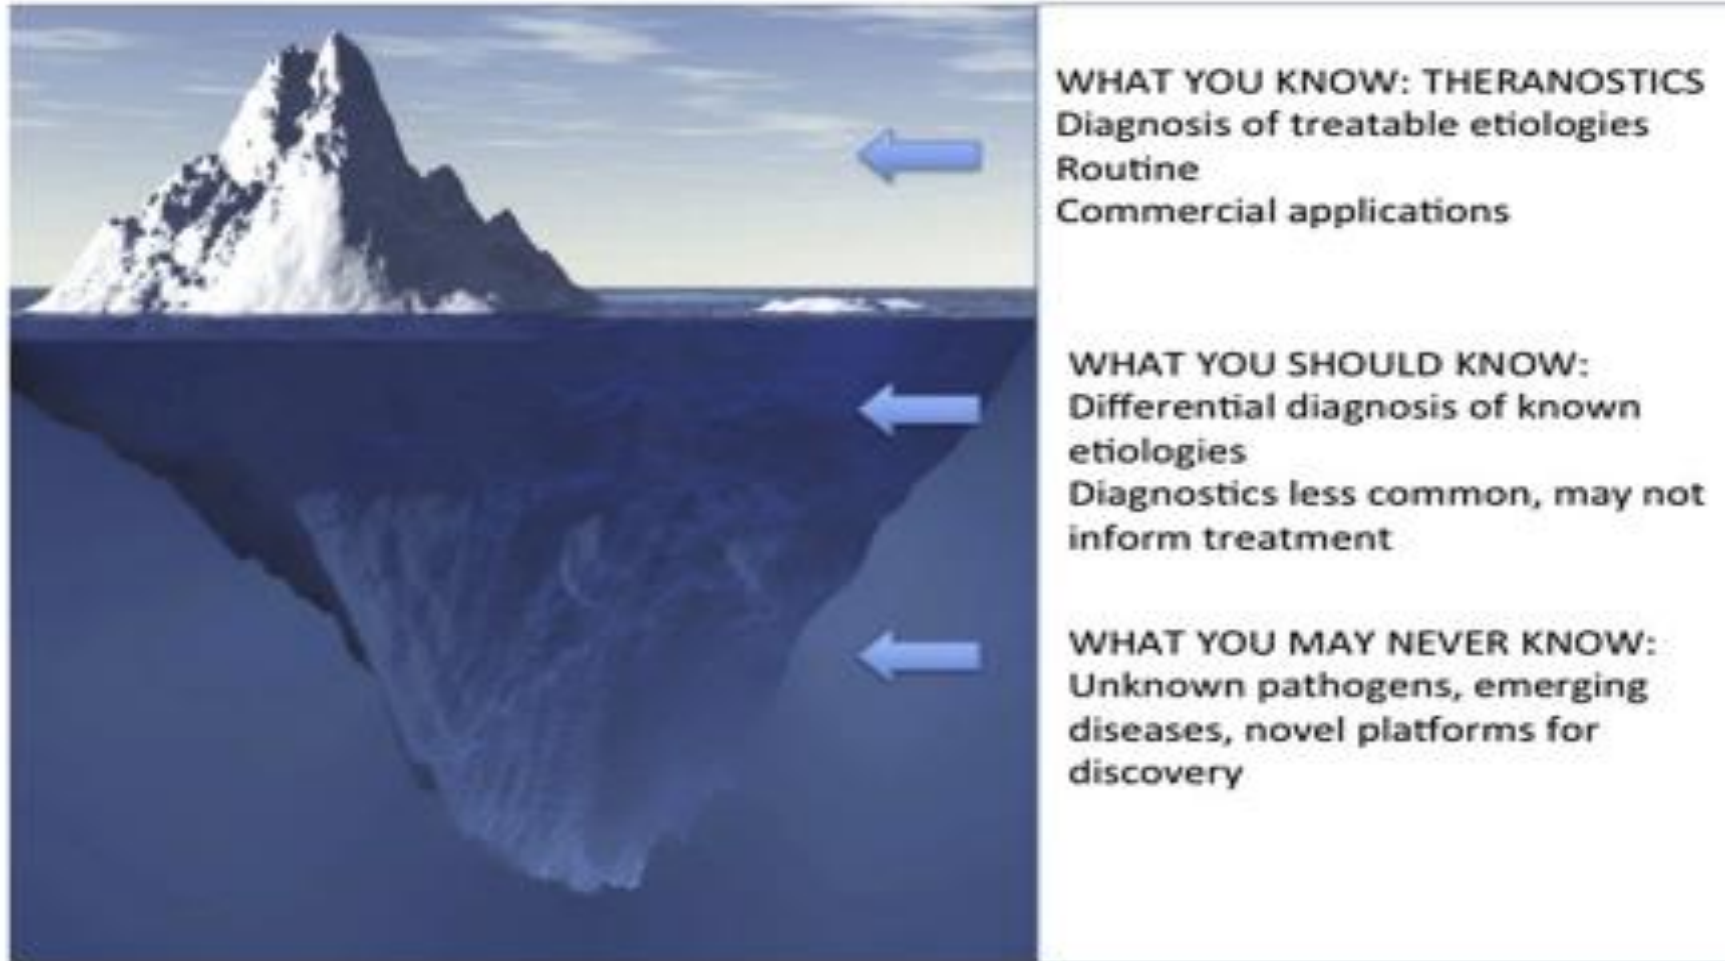 WHAT YOU KNOW: THERANOSTICS
Diagnosis of treatable etiologies
Routine
Commercial applications
WHAT YOU SHOULD KNOW:
Differential diagnosis of known
etiologies
Diagnostics less common, may not
inform treatment
WHAT YOU MAY NEVER KNOW:
Unknown pathogens, emerging
diseases, novel platforms for
discovery